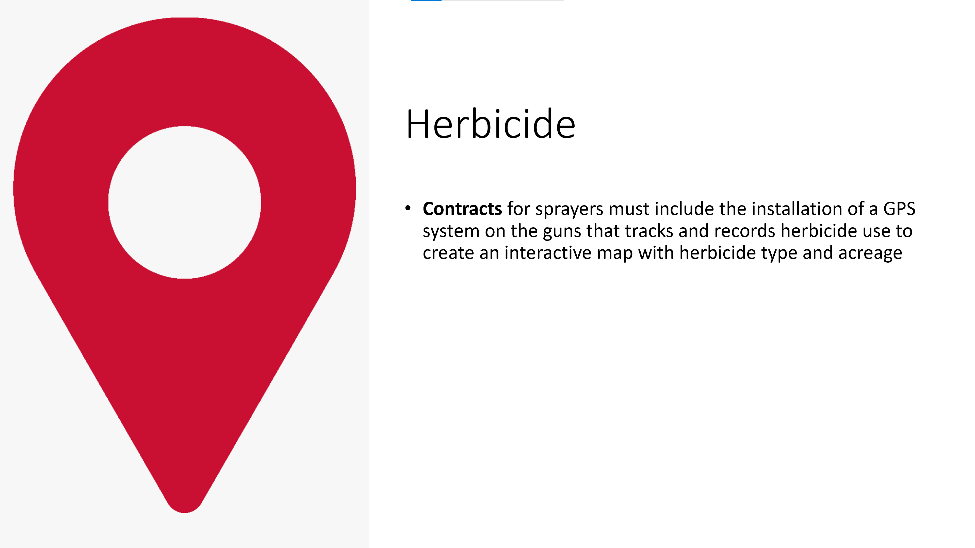 Herbicide
• Contracts for sprayers must include the installation of a GPS
system on the guns that tracks and records herbicide use to
create an interactive map with herbicide type and acreage